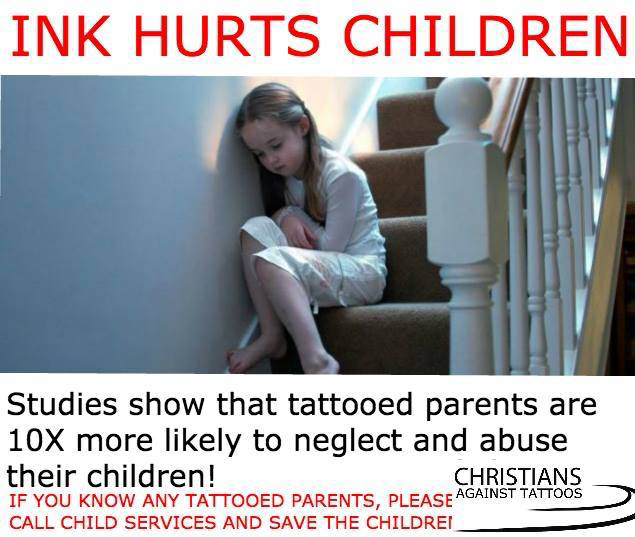 INK HURTS CHILDREN
Studies show that tattooed parents are
10X more likely to neglect and abuse
their children!
IF YOU KNOW ANY TATTOOED PARENTS, PLEASE
CALL CHILD SERVICES AND SAVE THE CHILDREN
CHRISTIANS
AGAINST TATTOOS